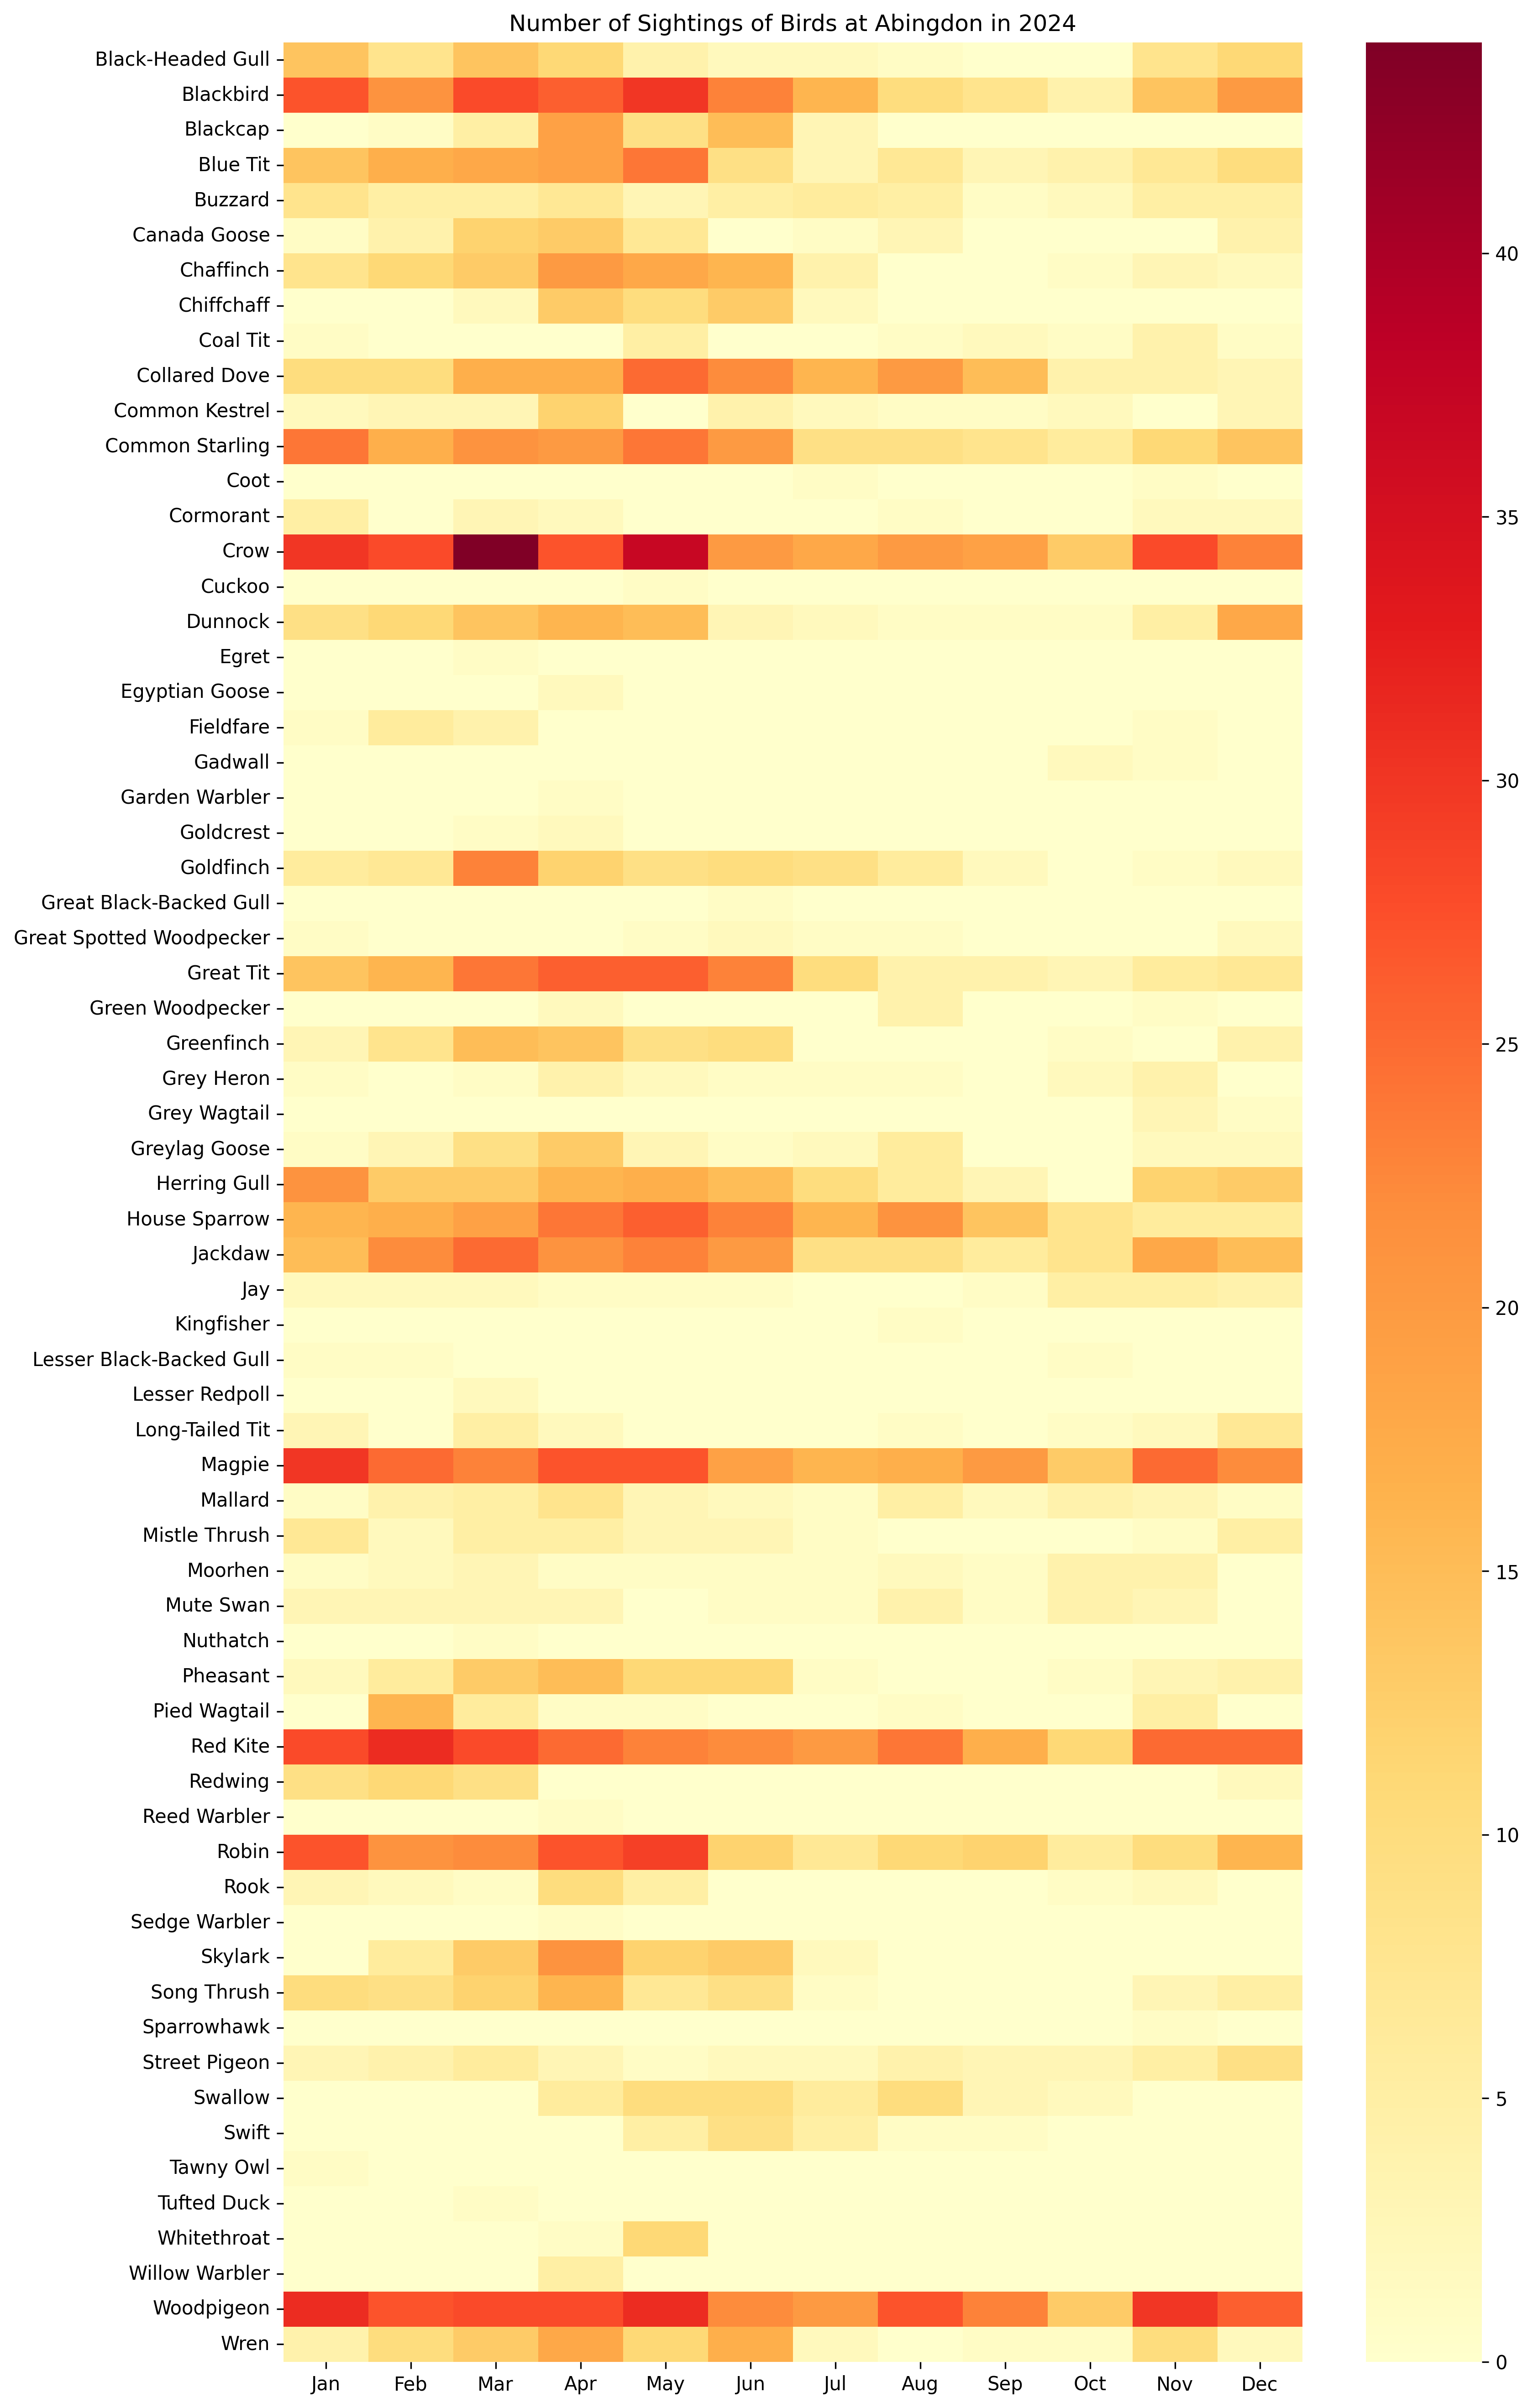 Number of Sightings of Birds at Abingdon in 2024
Black-Headed Gull
Blackbird
Blackcap
Blue Tit
Buzzard
Canada Goose
Chaffinch
Chiffchaff
Coal Tit
Collared Dove
Common Kestrel
Common Starling
Coot
Cormorant
Crow
Cuckoo
Dunnock
Egret
Egyptian Goose
Fieldfare
Gadwall
Garden Warbler
Goldcrest
Goldfinch
Great Black-Backed Gull
Great Spotted Woodpecker
Great Tit
Green Woodpecker
Greenfinch
Grey Heron
Grey Wagtail
Greylag Goose
Herring Gull
House Sparrow
Jackdaw
Jay
Kingfisher
Lesser Black-Backed Gull
Lesser Redpoll
Long-Tailed Tit
Magpie
Mallard
Mistle Thrush
Moorhen
Mute Swan
Nuthatch
Pheasant
Pied Wagtail
Red Kite
Redwing
Reed Warbler
Robin
Rook
Sedge Warbler
Skylark
Song Thrush
Sparrowhawk
Street Pigeon
Swallow
Swift
Tawny Owl
Tufted Duck
Whitethroat
Willow Warbler
Woodpigeon
Wren
Jan Feb Mar Apr May Jun Jul Aug Sep Oct Nov Dec
40
35
30
25
20
15
10
5
0